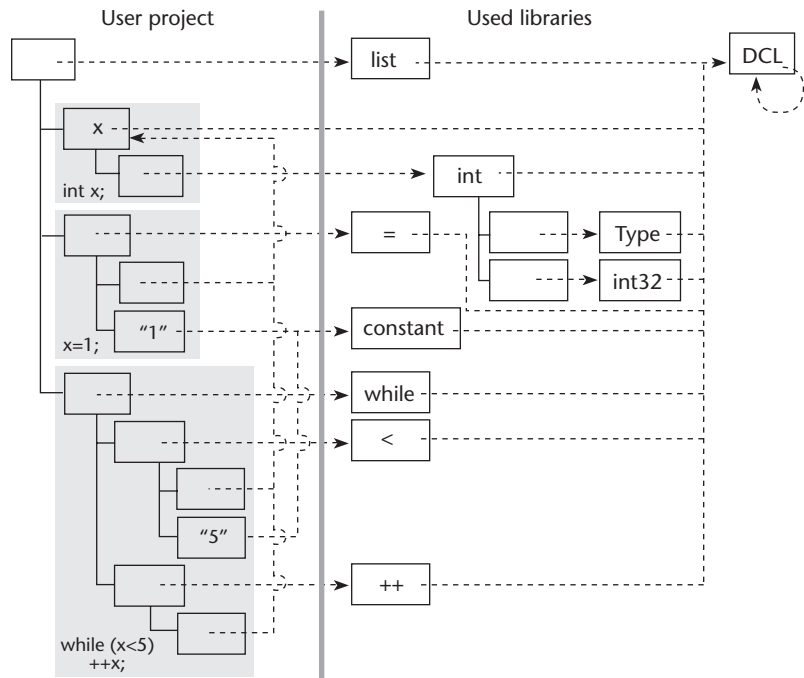 User project
Used libraries
list
DCL
x
int x;
int
=
Type
int32
“1”
x=1;
constant
while
<
“5”
++
while (x<5)
++x;